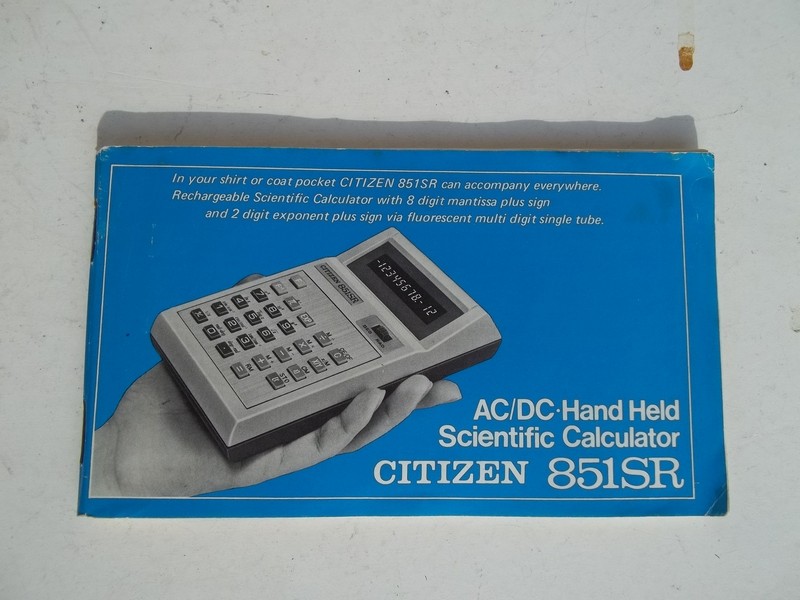 In your shirt or coat pocket CITIZEN 851SR can accompany everywhere.
Rechargeable Scientific Calculator with 8 digit mantissa plus sign
and 2 digit exponent plus sign via fluorescent multi digit single tube.
-12345678.-12
CITIZEN 851SR
AC/DC·Hand Held
Scientific Calculator
CITIZEN 851SR